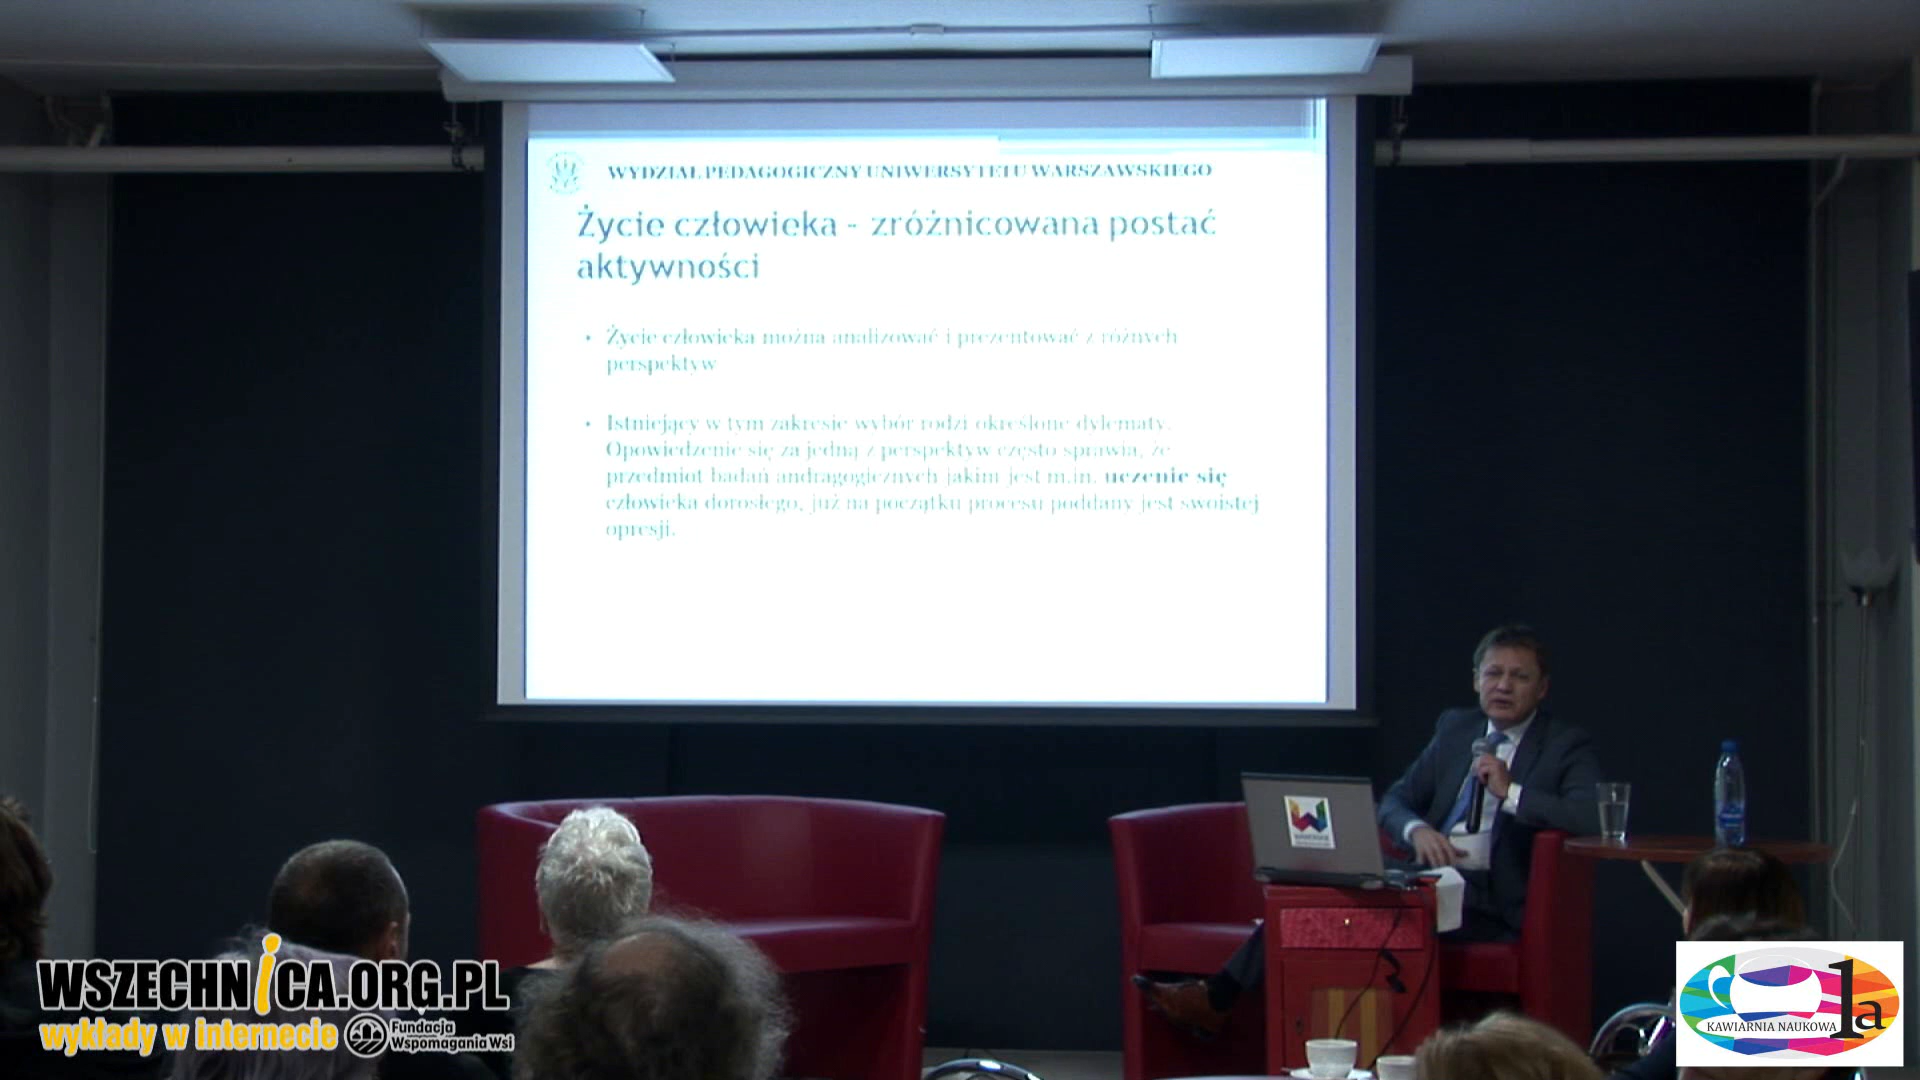 WYDZIAŁ PEDAGOGICZNY UNIWERSYTETU WARSZAWSKIEGO
Życie człowieka - zróżnicowana postać
aktywności
• Życie człowieka można analizować i prezentować z różnych
perspektyw
• Istniejący w tym zakresie wybór rodzi określone dylematy.
Opowiedzenie się za jedną z perspektyw często sprawia, że
przedmiot badań andragogicznych jakim jest m.in. uczenie się
człowieka dorosłego, już na początku procesu poddany jest swoistej
opresji.
WSZECHNICA.ORG.PL
wykłady w internecie
Fundacja
Wspomagania Wsi
KAWIARNIA NAUKOWA 1a